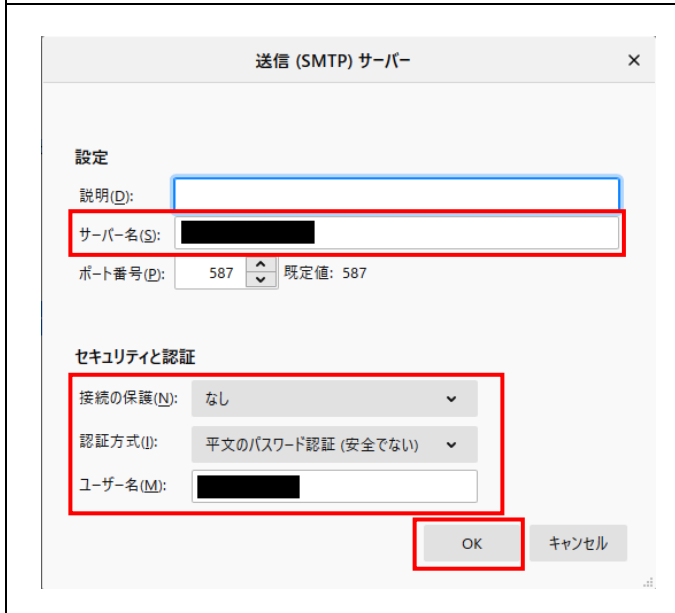 送信 (SMTP) サーバー ×
設定
説明(D):
サーバー名(S):
ポート番号(P): 587 既定値: 587
セキュリティと認証
接続の保護(N): なし
認証方式(I): 平文のパスワード認証 (安全でない)
ユーザー名(M):
OK キャンセル